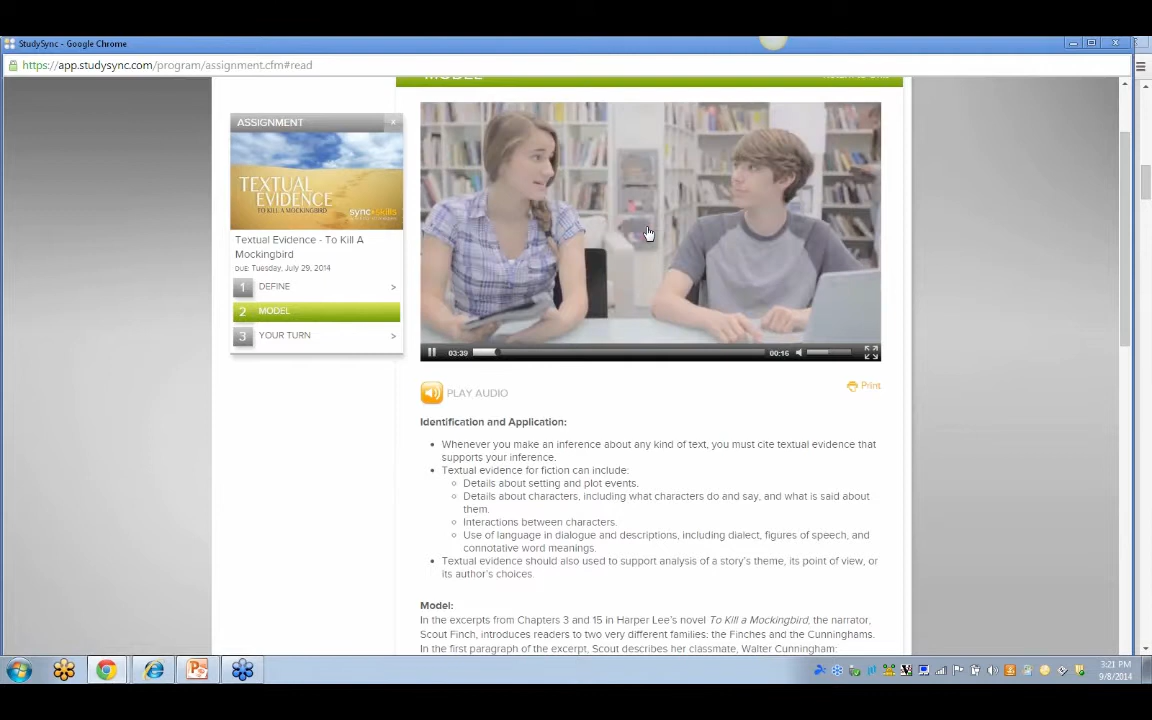 StudySync - Google Chrome
https://app.studysync.com/program/assignment.cfm#read
MODEL
ASSIGNMENT
×
TEXTUAL
EVIDENCE
TO KILL A MOCKINGBIRD
sync•skills
Textual Evidence - To Kill A
Mockingbird
DUE: Tuesday, July 29, 2014
1 DEFINE >
2 MODEL
3 YOUR TURN >
03:39
00:16
PLAY AUDIO
Print
Identification and Application:
• Whenever you make an inference about any kind of text, you must cite textual evidence that
supports your inference.
• Textual evidence for fiction can include:
○ Details about setting and plot events.
○ Details about characters, including what characters do and say, and what is said about
them.
○ Interactions between characters.
○ Use of language in dialogue and descriptions, including dialect, figures of speech, and
connotative word meanings.
• Textual evidence should also used to support analysis of a story's theme, its point of view, or
its author's choices.
Model:
In the excerpts from Chapters 3 and 15 in Harper Lee's novel To Kill a Mockingbird, the narrator,
Scout Finch, introduces readers to two very different families: the Finches and the Cunninghams.
In the first paragraph of the excerpt, Scout describes her classmate, Walter Cunningham:
3:21 PM
9/8/2014